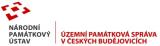 NÁRODNÍ
PAMÁTKOVÝ
ÚSTAV
ÚZEMNÍ PAMÁTKOVÁ SPRÁVA
V ČESKÝCH BUDĚJOVICÍCH